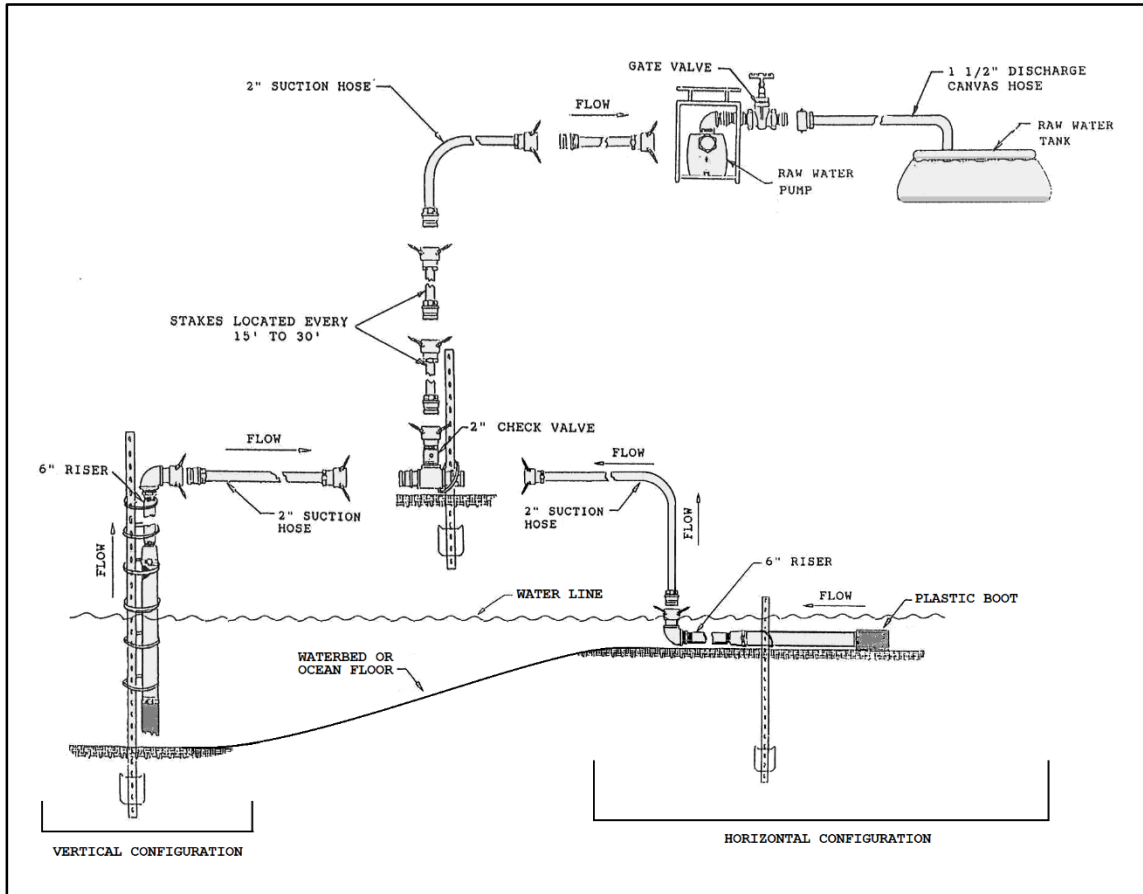 GATE VALVE
1 1/2" DISCHARGE
CANVAS HOSE
2" SUCTION HOSE
FLOW
RAW WATER
TANK
RAW WATER
PUMP
STAKES LOCATED EVERY
15' TO 30'
2" CHECK VALVE
FLOW
FLOW
6" RISER
2" SUCTION
HOSE
2" SUCTION
HOSE
FLOW
FLOW
6" RISER
WATER LINE
FLOW
PLASTIC BOOT
WATERBED OR
OCEAN FLOOR
VERTICAL CONFIGURATION
HORIZONTAL CONFIGURATION